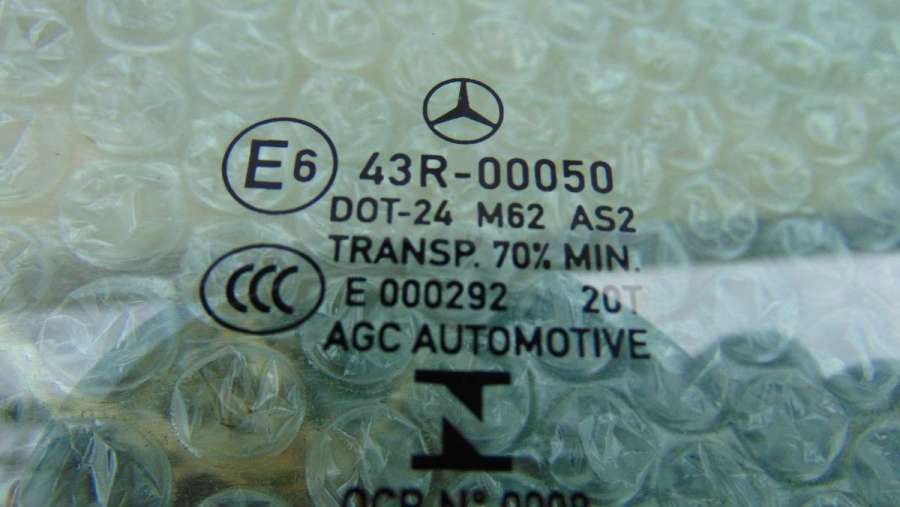 E6 43R-00050
DOT-24 M62 AS2
TRANSP. 70% MIN.
CCC E 000292 20T
AGC AUTOMOTIVE